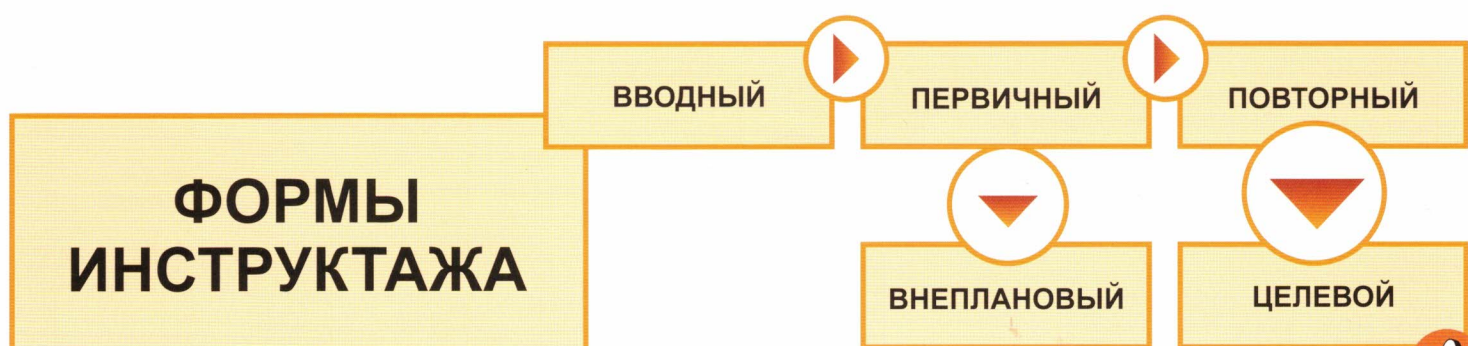 ВВОДНЫЙ
ПЕРВИЧНЫЙ
ПОВТОРНЫЙ
ФОРМЫ
ИНСТРУКТАЖА
ВНЕПЛАНОВЫЙ
ЦЕЛЕВОЙ